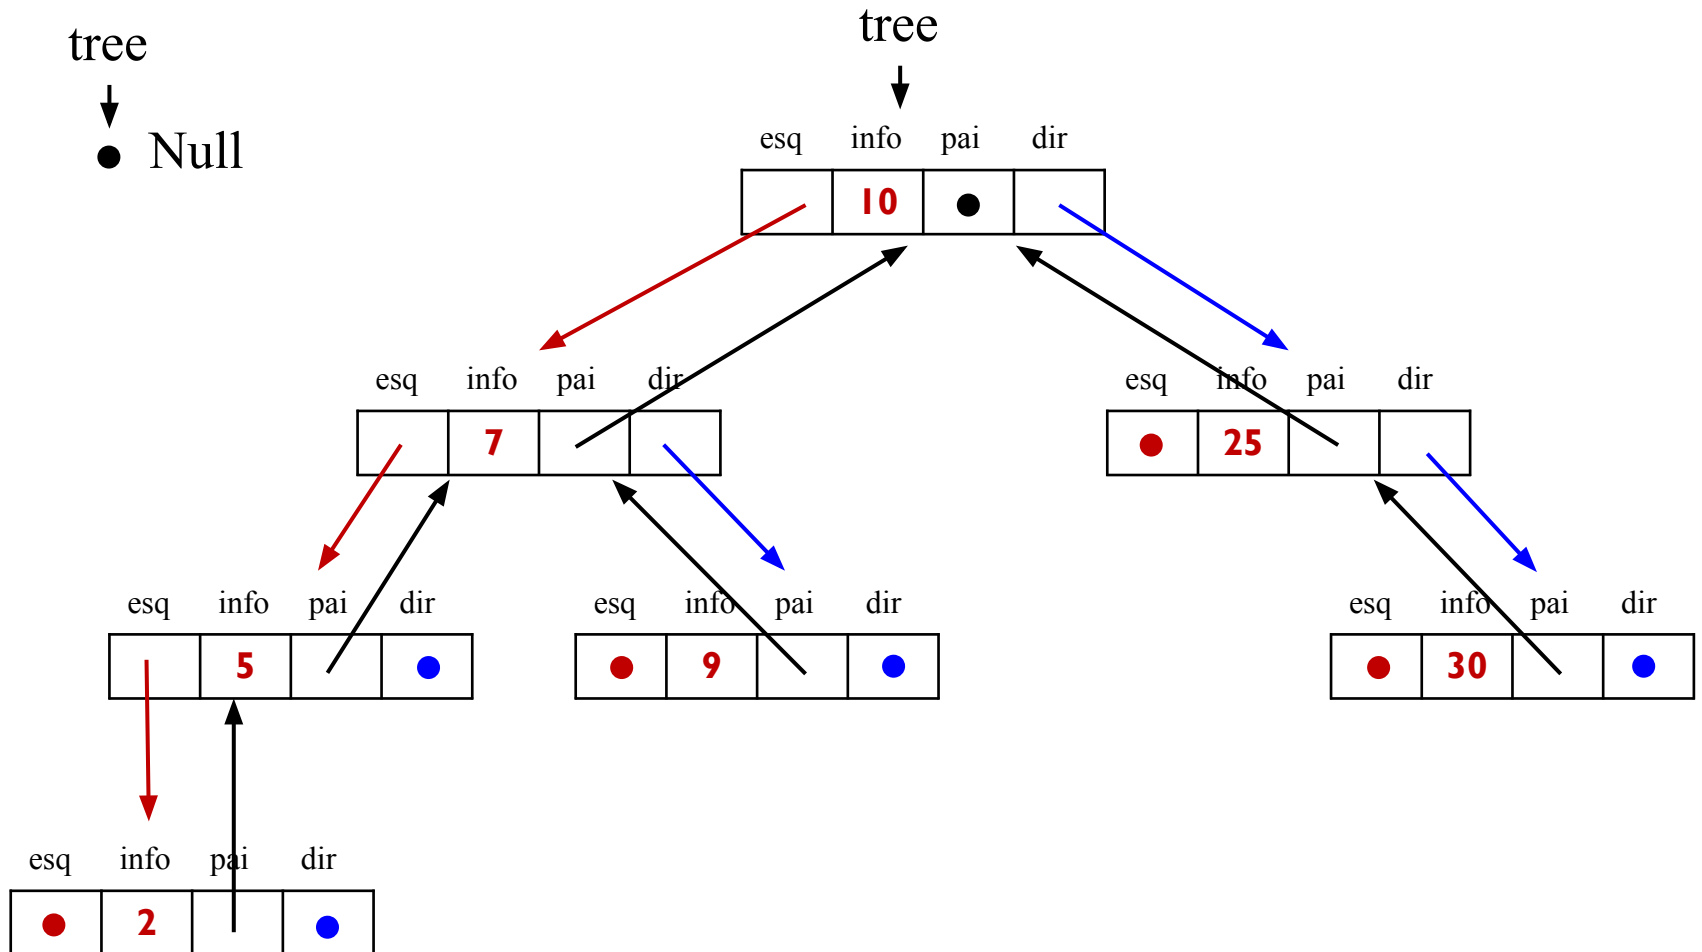 tree
Null
tree
esq info pai dir
10
esq info pai dir
7
esq info pai dir
25
esq info pai dir
5
esq info pai dir
9
esq info pai dir
30
esq info pai dir
2